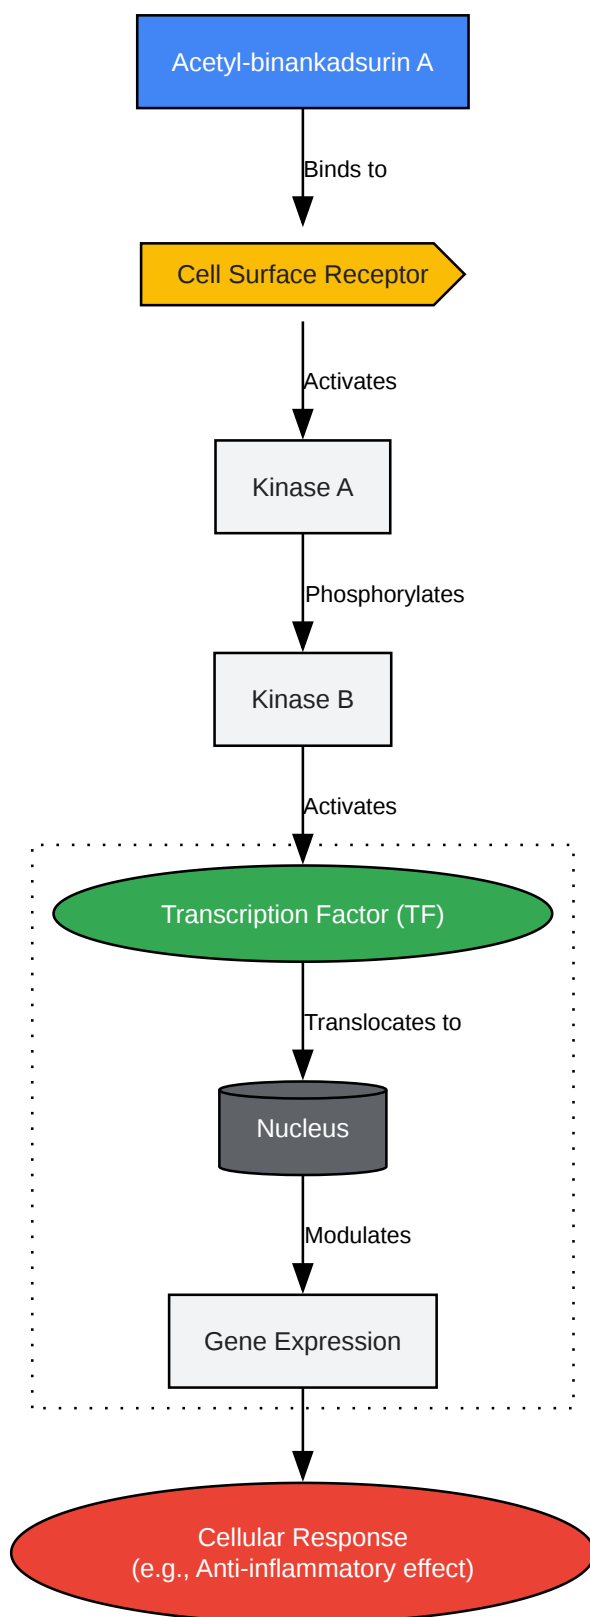 Acetyl-binankadsurin A
Binds to
Cell Surface Receptor
Activates
Kinase A
Phosphorylates
Kinase B
Activates
Transcription Factor (TF)
Translocates to
Nucleus
Modulates
Gene Expression
Cellular Response
(e.g., Anti-inflammatory effect)